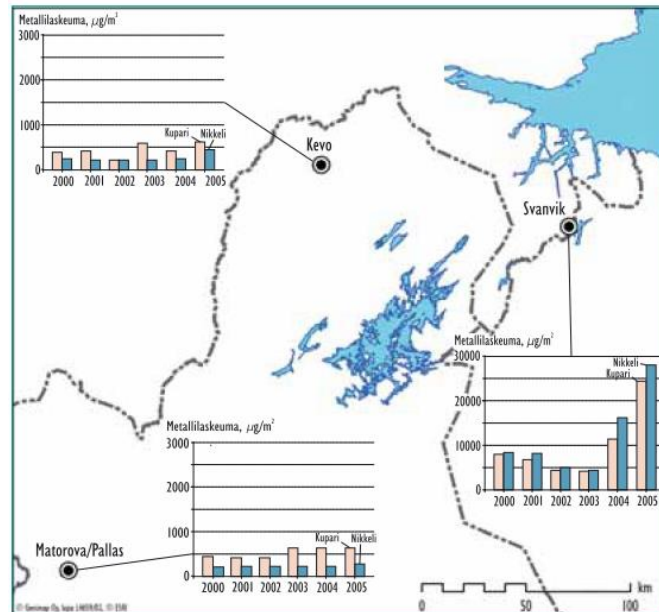 Metallilaskeuma, µg/m²
3000
2000
1000
0
Kupari
Nikkeli
2000 2001 2002 2003 2004 2005
Kevo
Svanvik
Metallilaskeuma, µg/m²
30000
20000
10000
0
Nikkeli
Kupari
2000 2001 2002 2003 2004 2005
Metallilaskeuma, µg/m²
3000
2000
1000
0
Kupari
Nikkeli
2000 2001 2002 2003 2004 2005
Matorova/Pallas
km
0 50 100